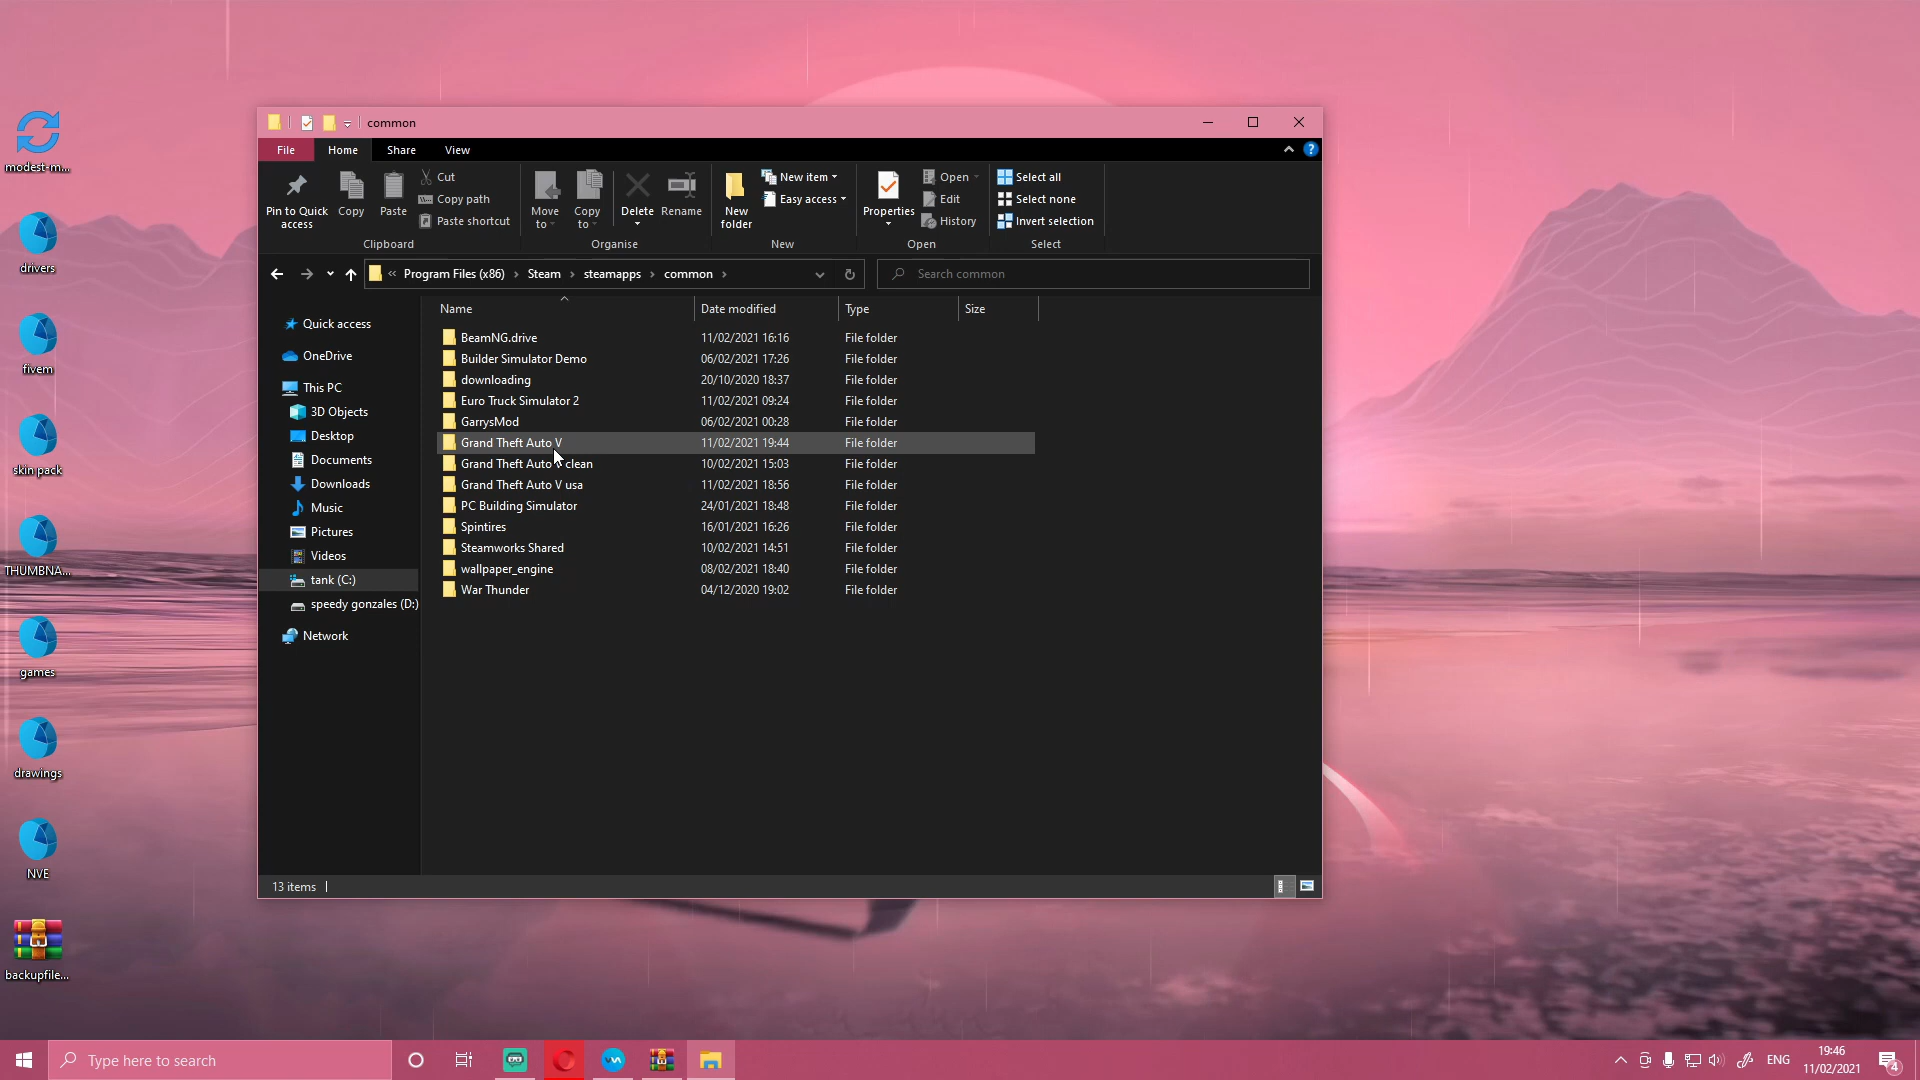 modest-m...
drivers
fivem
skin pack
THUMBNA...
games
drawings
NVE
backupfile...
common
File
Home
Share
View
Pin to Quick access
Copy
Paste
Cut
Copy path
Paste shortcut
Clipboard
Move to
Copy to
Delete
Rename
Organise
New folder
New item
Easy access
New
Properties
Open
Edit
History
Open
Select all
Select none
Invert selection
Select
« Program Files (x86) › Steam › steamapps › common ›
Search common
Quick access
OneDrive
This PC
3D Objects
Desktop
Documents
Downloads
Music
Pictures
Videos
tank (C:)
speedy gonzales (D:)
Network
Name Date modified Type Size
BeamNG.drive 11/02/2021 16:16 File folder
Builder Simulator Demo 06/02/2021 17:26 File folder
downloading 20/10/2020 18:37 File folder
Euro Truck Simulator 2 11/02/2021 09:24 File folder
GarrysMod 06/02/2021 00:28 File folder
Grand Theft Auto V 11/02/2021 19:44 File folder
Grand Theft Auto V clean 10/02/2021 15:03 File folder
Grand Theft Auto V usa 11/02/2021 18:56 File folder
PC Building Simulator 24/01/2021 18:48 File folder
Spintires 16/01/2021 16:26 File folder
Steamworks Shared 10/02/2021 14:51 File folder
wallpaper_engine 08/02/2021 18:40 File folder
War Thunder 04/12/2020 19:02 File folder
13 items
Type here to search
ENG
19:46
11/02/2021
4